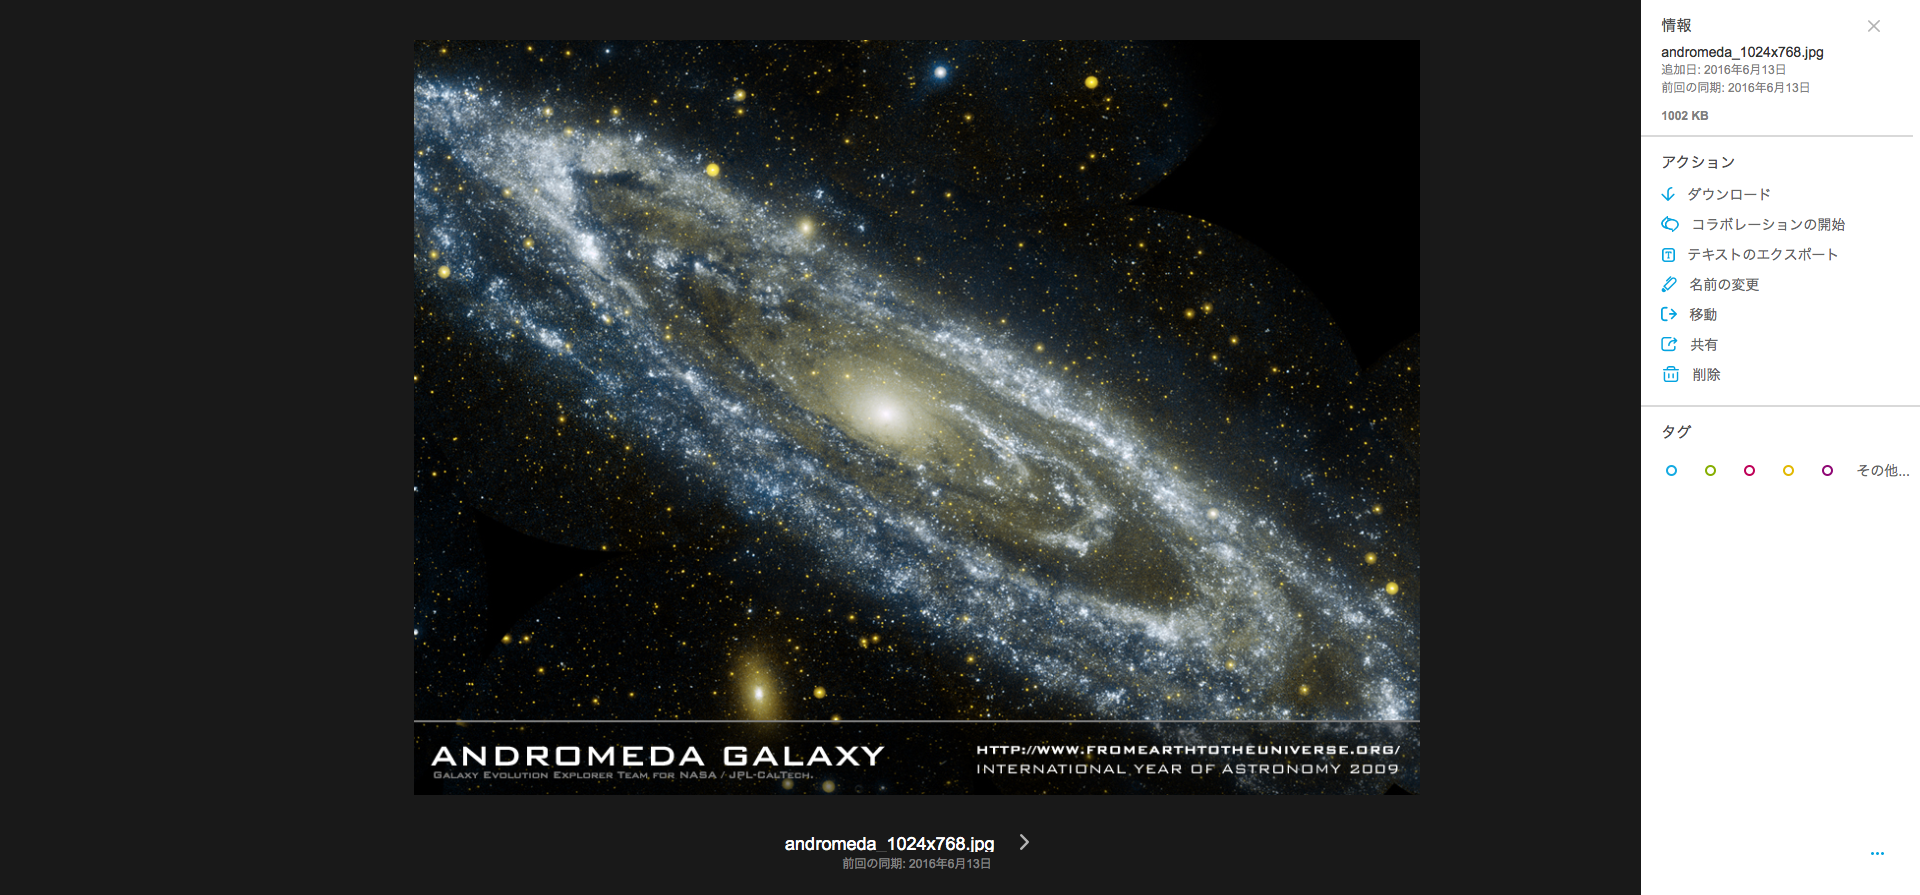 ANDROMEDA GALAXY
GALAXY EVOLUTION EXPLORER TEAM, FOR NASA / JPL-CALTECH.
HTTP://WWW.FROMEARTHTOTHEUNIVERSE.ORG/
INTERNATIONAL YEAR OF ASTRONOMY 2009
andromeda_1024x768.jpg
前回の同期: 2016年6月13日
情報
andromeda_1024x768.jpg
追加日: 2016年6月13日
前回の同期: 2016年6月13日
1002 KB
アクション
ダウンロード
コラボレーションの開始
テキストのエクスポート
名前の変更
移動
共有
削除
タグ
その他...